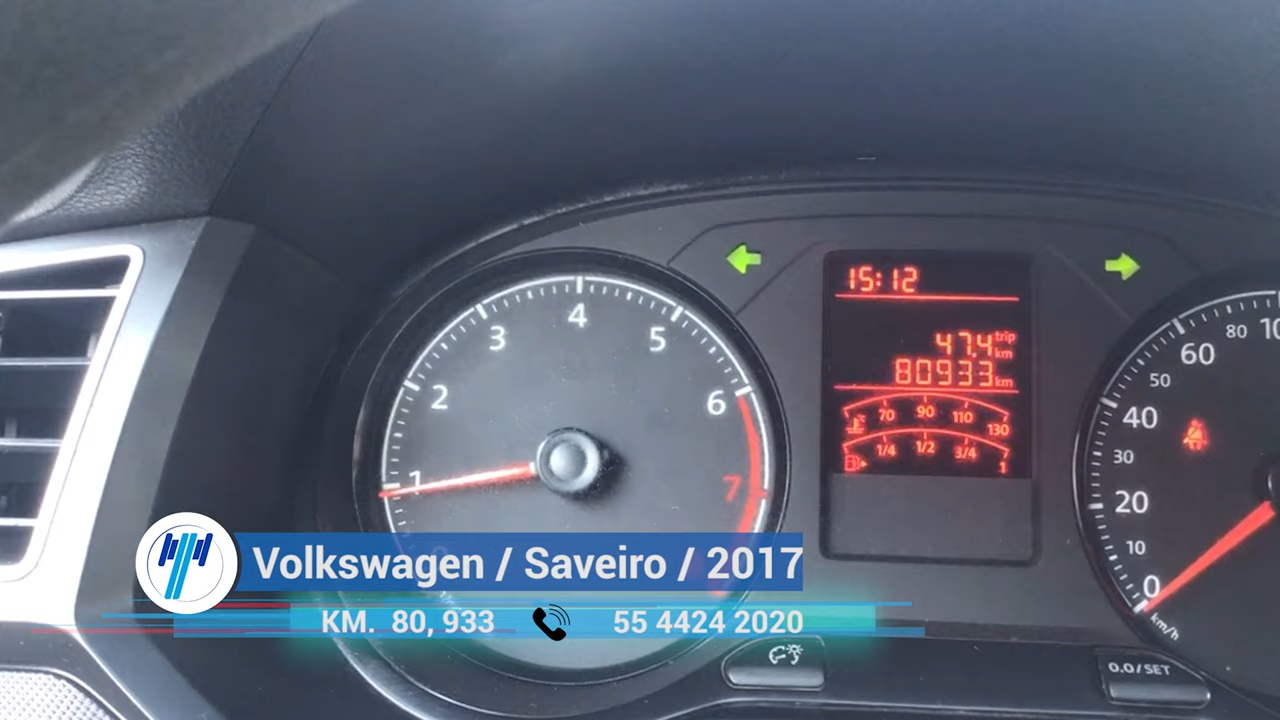 15:12
47.4 trip km
80933 km
70 90 110 130
1/4 1/2 3/4 1
1 2 3 4 5 6 7
0 10 20 30 40 50 60 80
km/h
0.0/SET
Volkswagen / Saveiro / 2017
KM. 80, 933 55 4424 2020